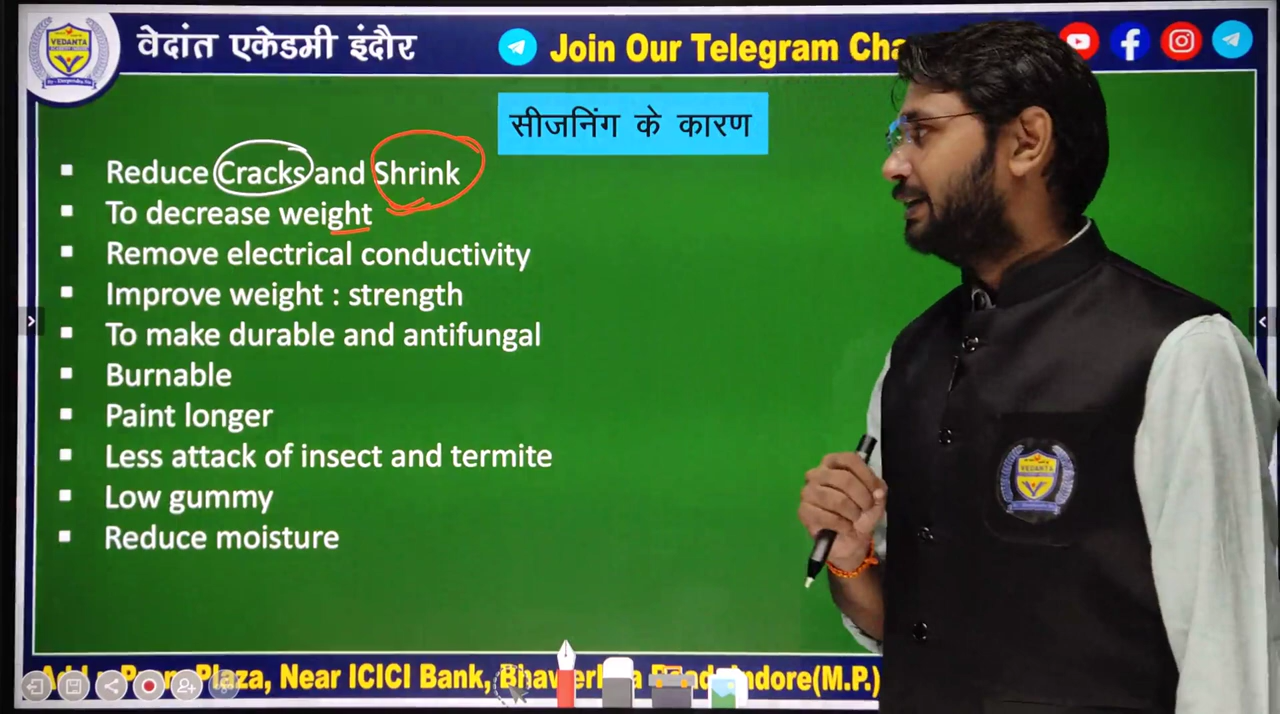 वेदांत एकेडमी इंदौर
Join Our Telegram Cha
सीजनिंग के कारण
Reduce Cracks and Shrink
To decrease weight
Remove electrical conductivity
Improve weight : strength
To make durable and antifungal
Burnable
Paint longer
Less attack of insect and termite
Low gummy
Reduce moisture
VEDANTA
VEDANTA
Plaza, Near ICICI Bank, ndore(M.P.)